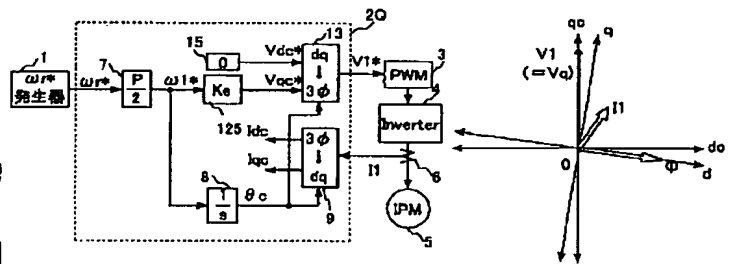 1
ωr*
発生器
ωr*
7
P
2
ω1*
2Q
15
0
Vdc*
Ke
Vqc*
125
13
dq
↓
3φ
V1*
PWM
3
4
Inverter
Idc
Iqc
3φ
↓
dq
9
I1
6
8
1
s
θc
IPM
5
qc
q
V1
(=Vq)
I1
0
dc
Φ
d